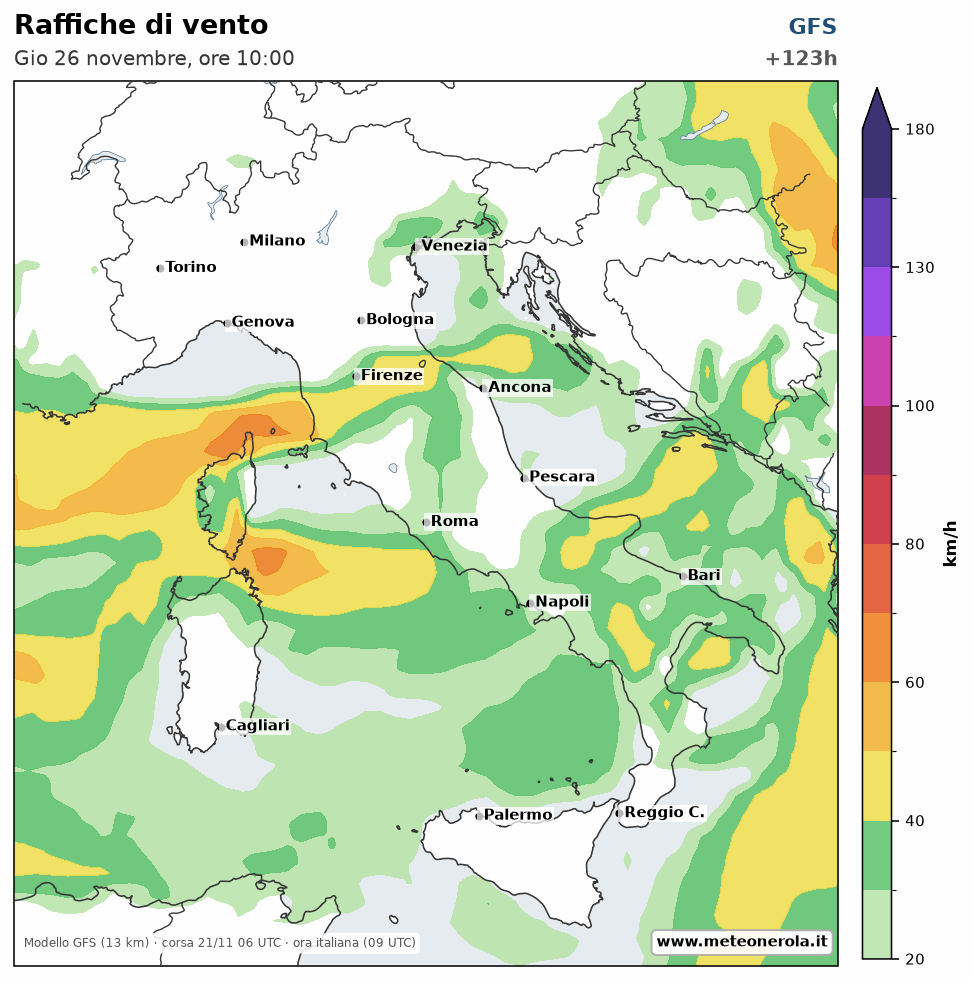 Raffiche di vento
GFS
Gio 26 novembre, ore 10:00
+123h
180
Milano
Venezia
Torino
130
Genova
Bologna
Firenze
Ancona
100
Pescara
Roma
km/h
80
Bari
Napoli
60
Cagliari
Palermo
Reggio C.
40
Modello GFS (13 km) · corsa 21/11 06 UTC · ora italiana (09 UTC)
www.meteonerola.it
20